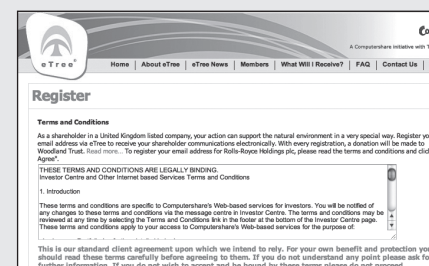 Co
A Computershare initiative with T
eTree
Home | About eTree | eTree News | Members | What Will I Receive? | FAQ | Contact Us |
Register
Terms and Conditions
As a shareholder in a United Kingdom listed company, your action can support the natural environment in a very special way. Register yo
email address via eTree to receive your shareholder communications electronically. With every registration, a donation will be made to
Woodland Trust. Read more... To register your email address for Rolls-Royce Holdings plc, please read the terms and conditions and clic
Agree".
THESE TERMS AND CONDITIONS ARE LEGALLY BINDING.
Investor Centre and Other Internet based Services Terms and Conditions
1. Introduction
These terms and conditions are specific to Computershare's Web-based services for investors. You will be notified of
any changes to these terms and conditions via the message centre in Investor Centre. The terms and conditions may be
reviewed at any time by selecting the Terms and Conditions link in the footer at the bottom of the Investor Centre page.
These terms and conditions apply to your access to Computershare's Web-based services for the purpose of:
This is our standard client agreement upon which we intend to rely. For your own benefit and protection you
should read these terms carefully before agreeing to them. If you do not understand any point please ask fo
further information. If you do not wish to accept and be bound by these terms please do not proceed.